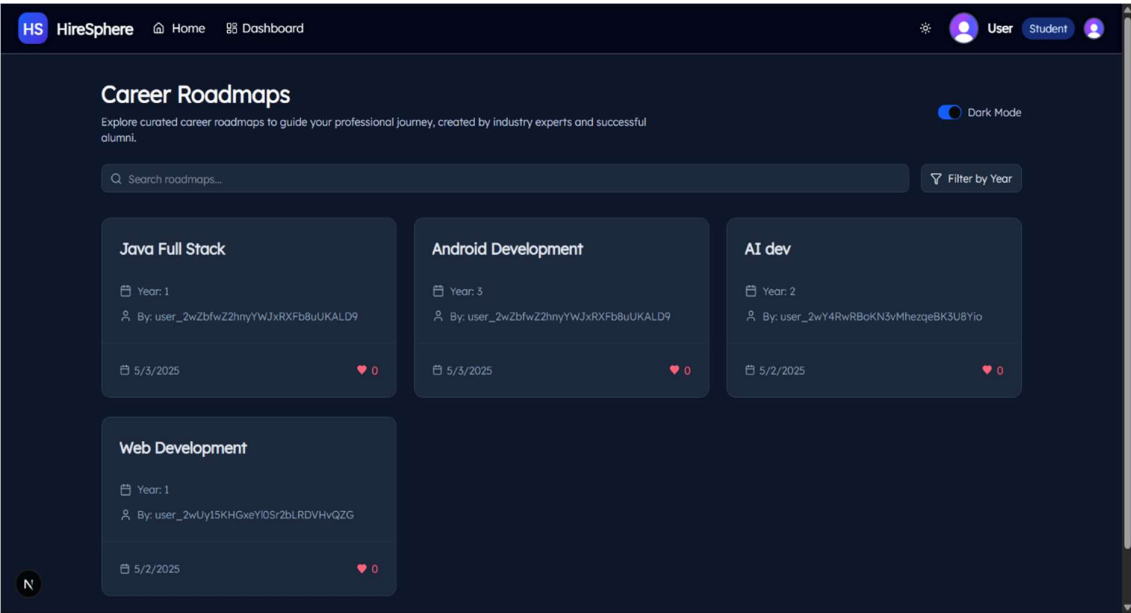 HS HireSphere Home Dashboard User Student
Career Roadmaps
Explore curated career roadmaps to guide your professional journey, created by industry experts and successful
alumni.
Dark Mode
Search roadmaps...
Filter by Year
Java Full Stack
Year: 1
By: user_2wZbfwZ2hnyYWJxRXFb8uUKALD9
5/3/2025
0
Android Development
Year: 3
By: user_2wZbfwZ2hnyYWJxRXFb8uUKALD9
5/3/2025
0
AI dev
Year: 2
By: user_2wY4RwRBoKN3vMhezqeBK3U8Yio
5/2/2025
0
Web Development
Year: 1
By: user_2wUy15KHGxeYl0Sr2bLRDVHvQZG
5/2/2025
0
N